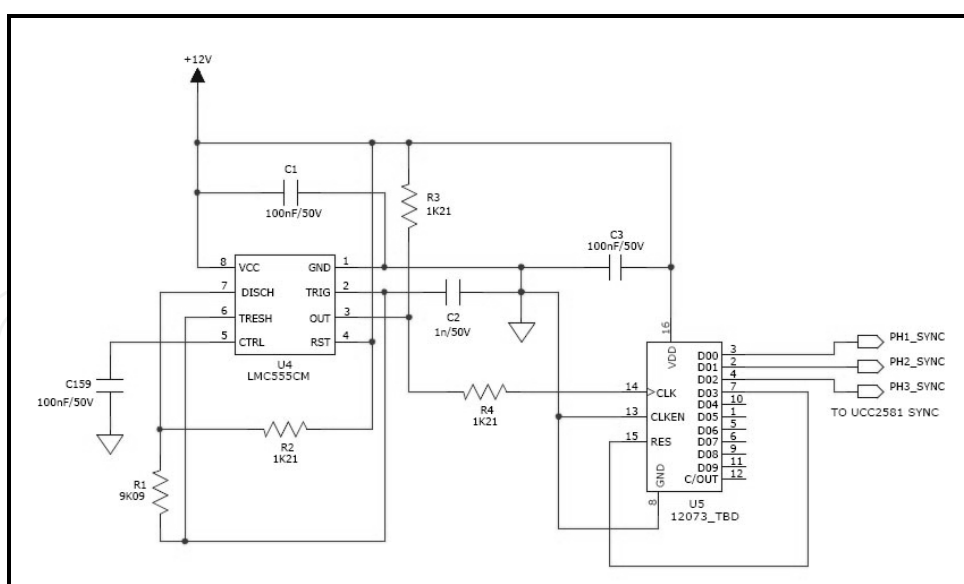 +12V
C1
100nF/50V
R3
1K21
C3
100nF/50V
8 VCC GND 1
7 DISCH TRIG 2
6 TRESH OUT 3
5 CTRL RST 4
U4
LMC555CM
C2
1n/50V
C159
100nF/50V
R2
1K21
R1
9K09
R4
1K21
16
VDD
14 CLK
13 CLKEN
15 RES
GND
8
D00 3
D01 2
D02 4
D03 7
D04 10
D05 1
D06 5
D07 6
D08 9
D09 11
C/OUT 12
U5
12073_TBD
PH1_SYNC
PH2_SYNC
PH3_SYNC
TO UCC2581 SYNC